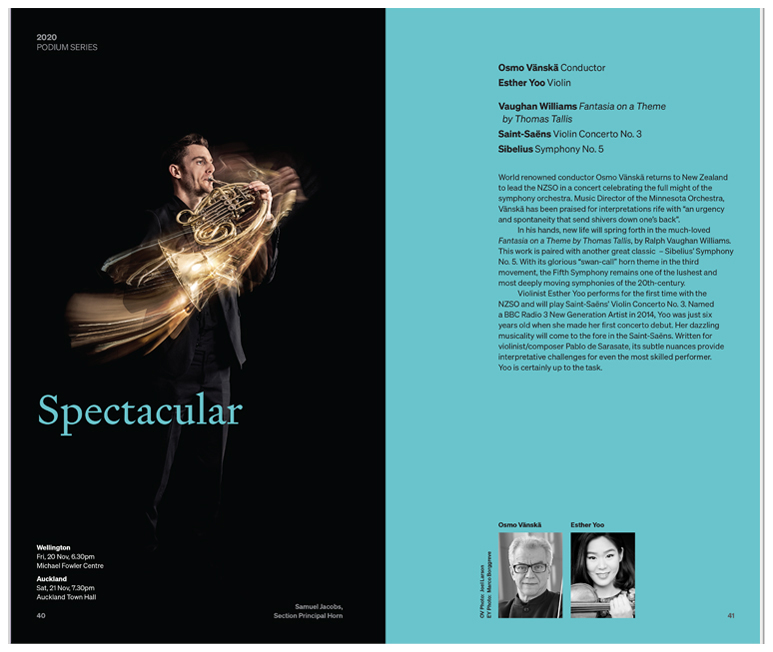 2020
PODIUM SERIES
Spectacular
Wellington
Fri, 20 Nov, 6.30pm
Michael Fowler Centre
Auckland
Sat, 21 Nov, 7.30pm
Auckland Town Hall
40
Samuel Jacobs,
Section Principal Horn
Osmo Vänskä Conductor
Esther Yoo Violin
Vaughan Williams Fantasia on a Theme
by Thomas Tallis
Saint-Saëns Violin Concerto No. 3
Sibelius Symphony No. 5
World renowned conductor Osmo Vänskä returns to New Zealand
to lead the NZSO in a concert celebrating the full might of the
symphony orchestra. Music Director of the Minnesota Orchestra,
Vänskä has been praised for interpretations rife with “an urgency
and spontaneity that send shivers down one's back”.
In his hands, new life will spring forth in the much-loved
Fantasia on a Theme by Thomas Tallis, by Ralph Vaughan Williams.
This work is paired with another great classic – Sibelius' Symphony
No. 5. With its glorious “swan-call” horn theme in the third
movement, the Fifth Symphony remains one of the lushest and
most deeply moving symphonies of the 20th-century.
Violinist Esther Yoo performs for the first time with the
NZSO and will play Saint-Saëns' Violin Concerto No. 3. Named
a BBC Radio 3 New Generation Artist in 2014, Yoo was just six
years old when she made her first concerto debut. Her dazzling
musicality will come to the fore in the Saint-Saëns. Written for
violinist/composer Pablo de Sarasate, its subtle nuances provide
interpretative challenges for even the most skilled performer.
Yoo is certainly up to the task.
Osmo Vänskä
Esther Yoo
OV Photo: Joel Larson
EY Photo: Marco Borggreve
41